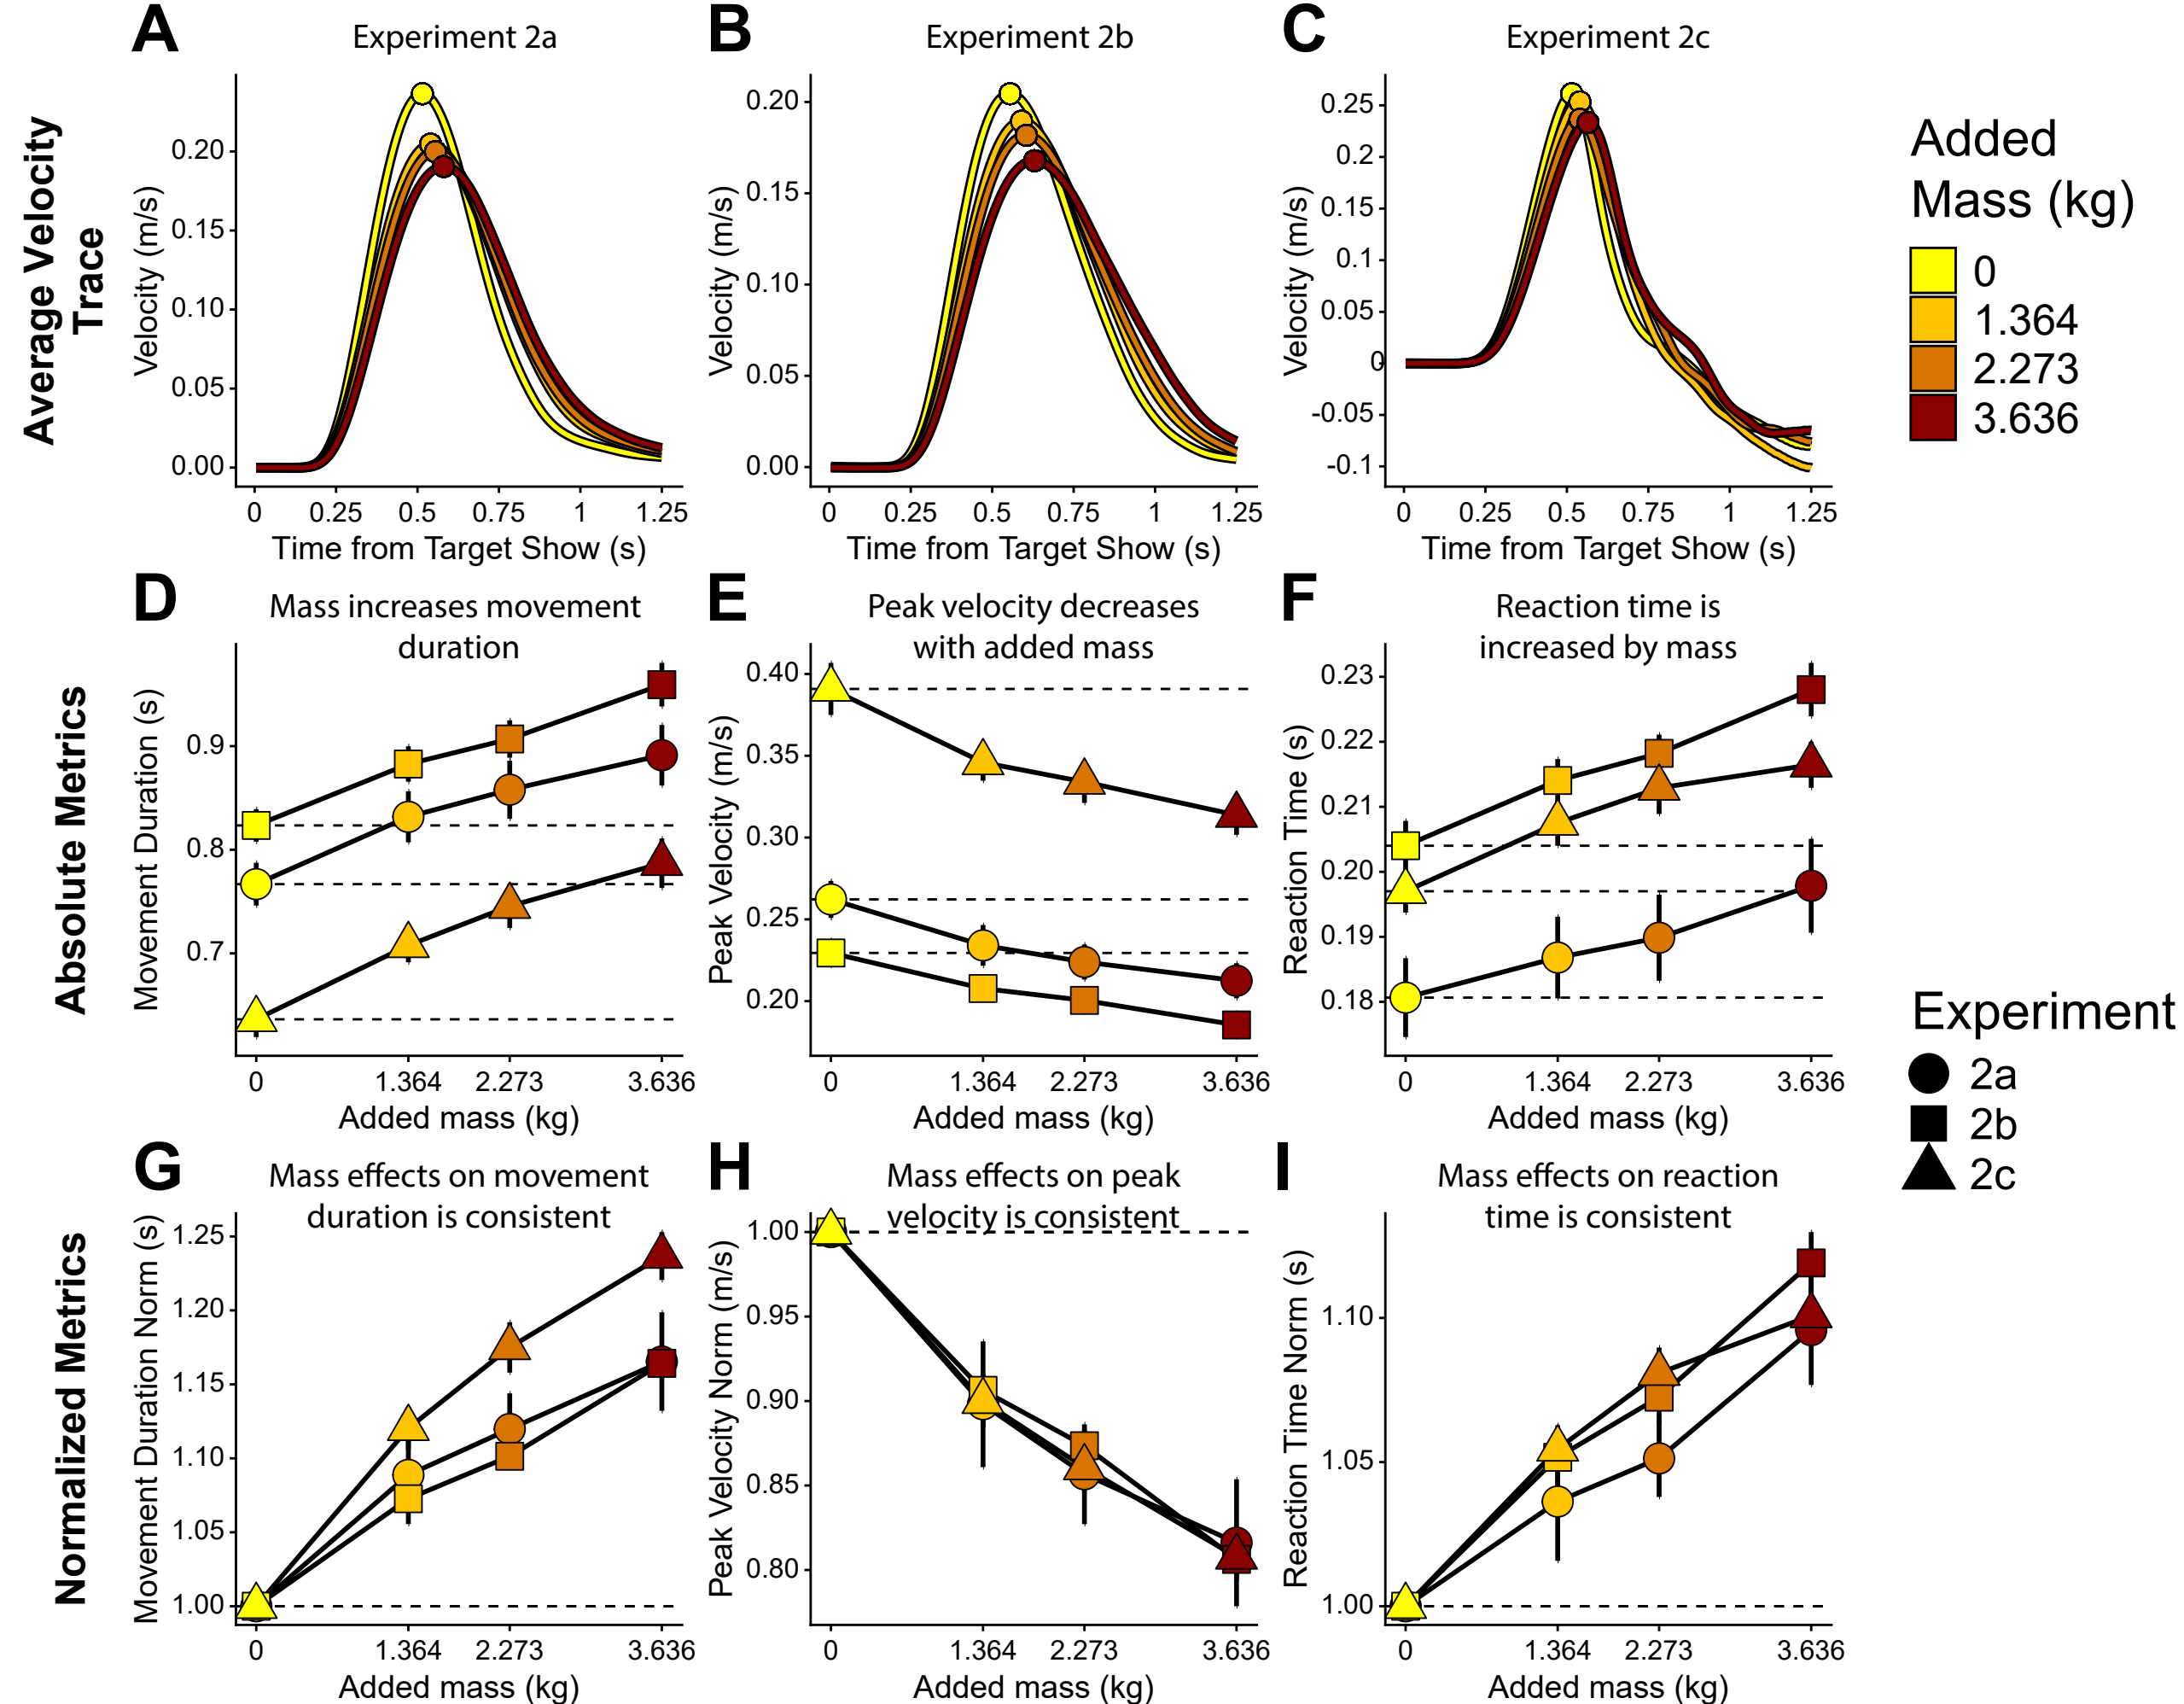 A
Experiment 2a
B
Experiment 2b
C
Experiment 2c
Average Velocity
Trace
Velocity (m/s)
0.20
0.15
0.10
0.05
0.00
0 0.25 0.5 0.75 1 1.25
Time from Target Show (s)
Velocity (m/s)
0.20
0.15
0.10
0.05
0.00
0 0.25 0.5 0.75 1 1.25
Time from Target Show (s)
Velocity (m/s)
0.25
0.2
0.15
0.1
0.05
0
-0.05
-0.1
0 0.25 0.5 0.75 1 1.25
Time from Target Show (s)
Added
Mass (kg)
0
1.364
2.273
3.636
Absolute Metrics
D
Mass increases movement
duration
Movement Duration (s)
0.9
0.8
0.7
0 1.364 2.273 3.636
Added mass (kg)
E
Peak velocity decreases
with added mass
Peak Velocity (m/s)
0.40
0.35
0.30
0.25
0.20
0 1.364 2.273 3.636
Added mass (kg)
F
Reaction time is
increased by mass
Reaction Time (s)
0.23
0.22
0.21
0.20
0.19
0.18
0 1.364 2.273 3.636
Added mass (kg)
Experiment
2a
2b
2c
Normalized Metrics
G
Mass effects on movement
duration is consistent
Movement Duration Norm (s)
1.25
1.20
1.15
1.10
1.05
1.00
0 1.364 2.273 3.636
Added mass (kg)
H
Mass effects on peak
velocity is consistent
Peak Velocity Norm (m/s)
1.00
0.95
0.90
0.85
0.80
0 1.364 2.273 3.636
Added mass (kg)
I
Mass effects on reaction
time is consistent
Reaction Time Norm (s)
1.10
1.05
1.00
0 1.364 2.273 3.636
Added mass (kg)